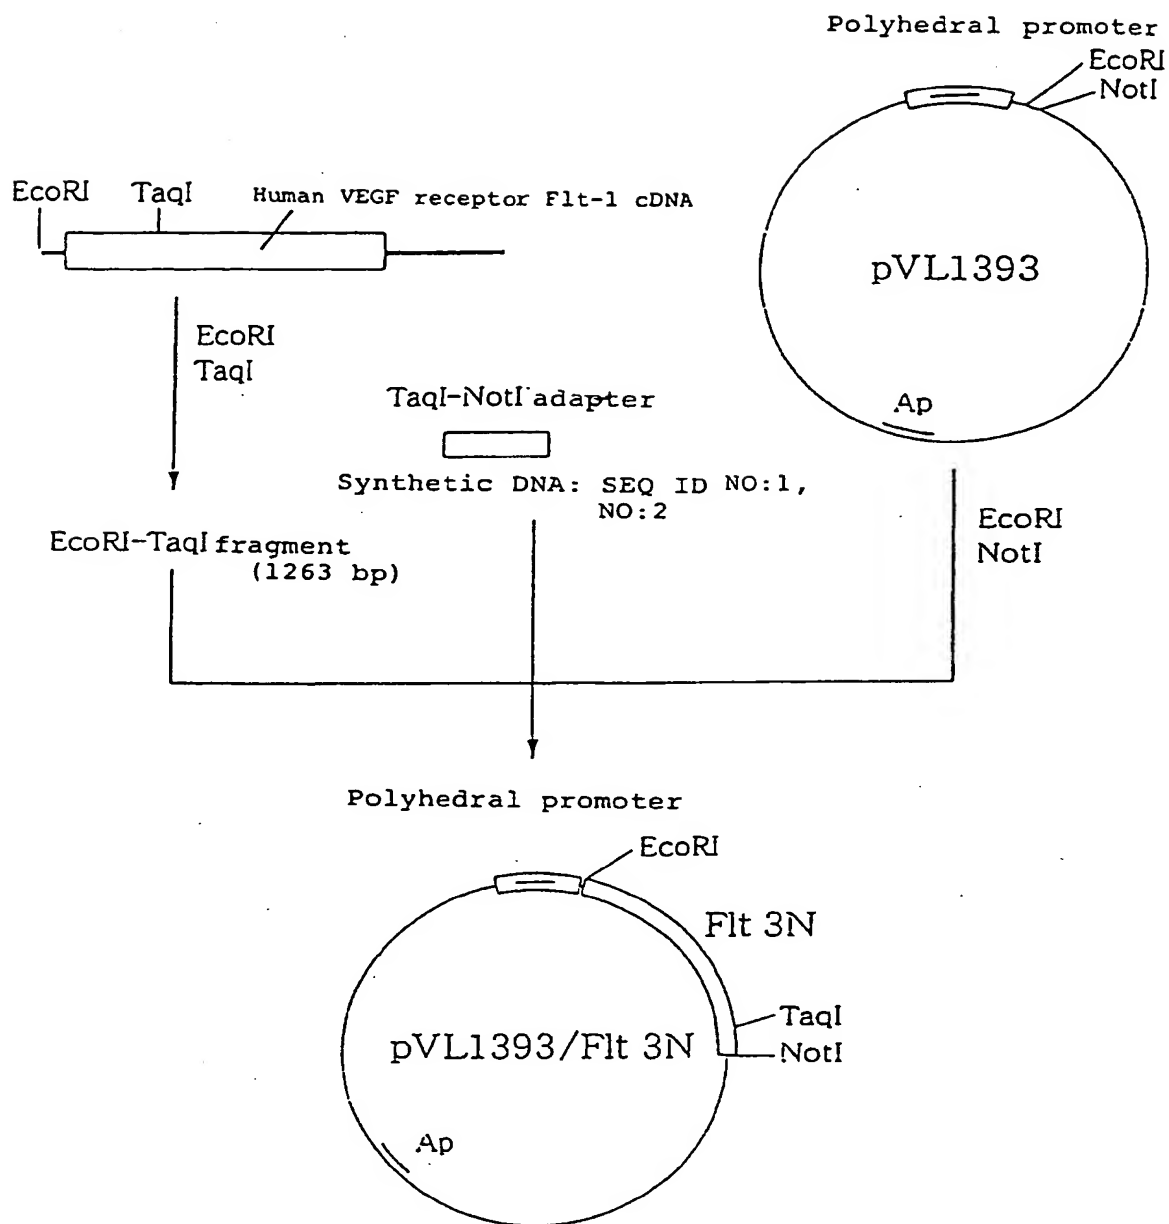 Polyhedral promoter
EcoRI
NotI
EcoRI
TaqI
Human VEGF receptor Flt-1 cDNA
pVL1393
Ap
EcoRI
TaqI
TaqI-NotI adapter
Synthetic DNA: SEQ ID NO:1,
NO:2
EcoRI-TaqI fragment
(1263 bp)
EcoRI
NotI
Polyhedral promoter
EcoRI
Flt 3N
TaqI
NotI
pVL1393/Flt 3N
Ap